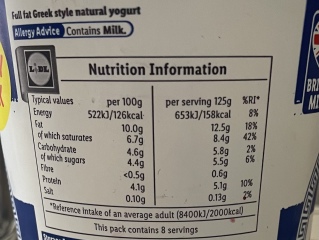 Full fat Greek style natural yogurt
Allergy Advice Contains Milk.
LIDL
BRI
MI
Nutrition Information
Typical values per 100g per serving 125g %RI*
Energy 522kJ/126kcal 653kJ/158kcal 8%
Fat 10.0g 12.5g 18%
of which saturates 6.7g 8.4g 42%
Carbohydrate 4.6g 5.8g 2%
of which sugars 4.4g 5.5g 6%
Fibre <0.5g 0.6g
Protein 4.1g 5.1g 10%
Salt 0.10g 0.13g 2%
*Reference intake of an average adult (8400kJ/2000kcal)
This pack contains 8 servings